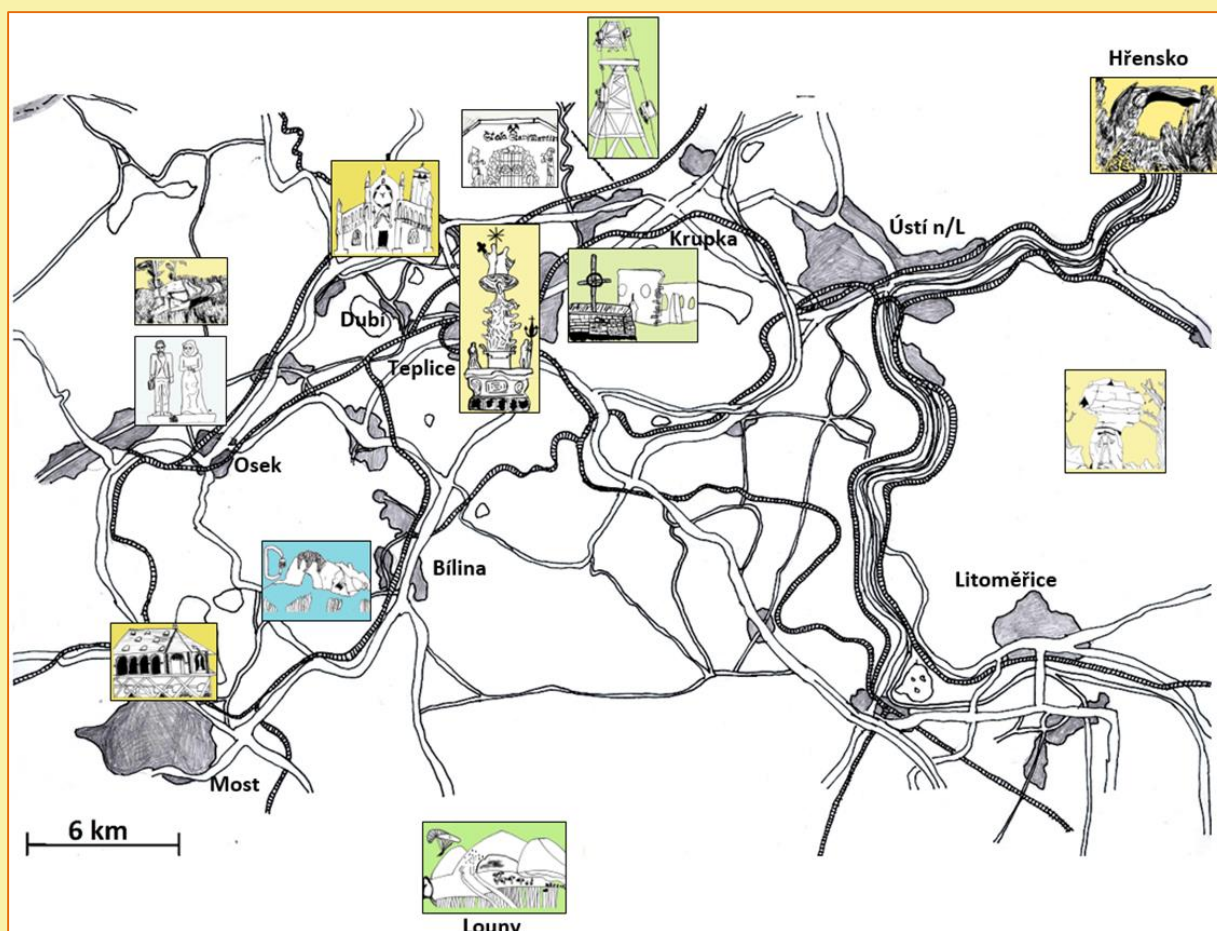 Hřensko
Ústí n/L
Krupka
Dubí
Teplice
Osek
Bílina
Litoměřice
Most
6 km
Louny